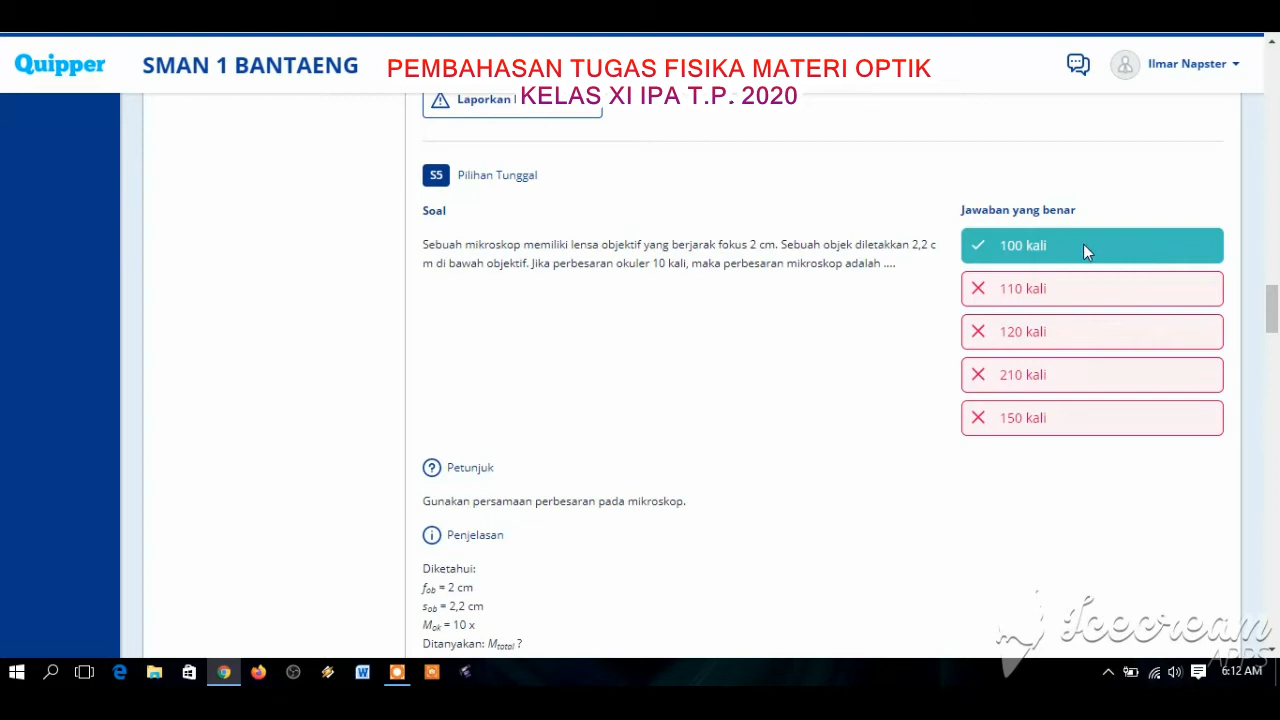 Quipper
SMAN 1 BANTAENG
PEMBAHASAN TUGAS FISIKA MATERI OPTIK
KELAS XI IPA T.P. 2020
Ilmar Napster
Laporkan
S5 Pilihan Tunggal
Soal
Sebuah mikroskop memiliki lensa objektif yang berjarak fokus 2 cm. Sebuah objek diletakkan 2,2 c
m di bawah objektif. Jika perbesaran okuler 10 kali, maka perbesaran mikroskop adalah ....
Jawaban yang benar
100 kali
110 kali
120 kali
210 kali
150 kali
Petunjuk
Gunakan persamaan perbesaran pada mikroskop.
Penjelasan
Diketahui:
fob = 2 cm
sob = 2,2 cm
Mok = 10 x
Ditanyakan: Mtotal ?
Icecream
APPS
6:12 AM